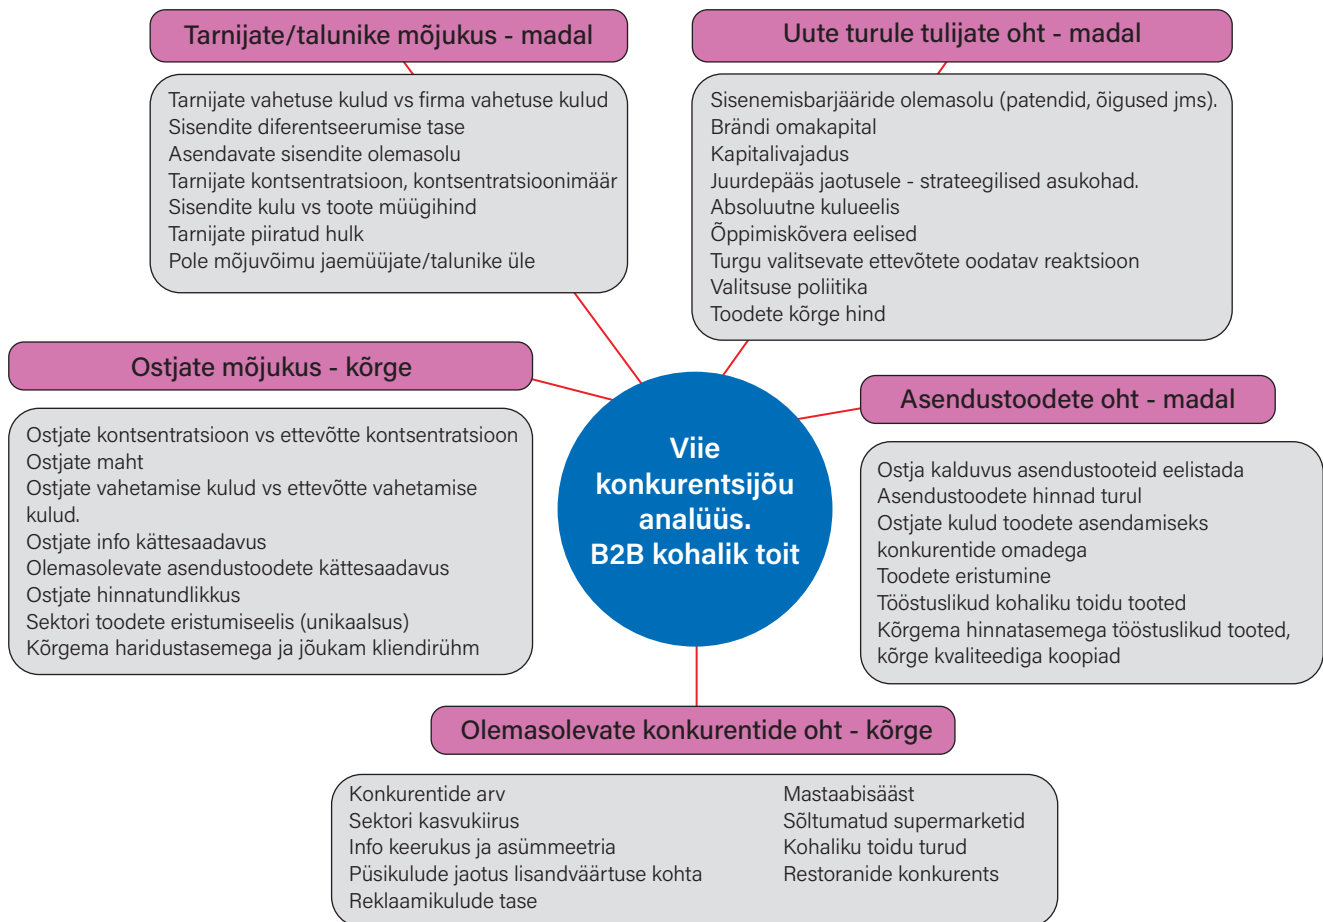 Tarnijate/talunike mõjukus - madal
Tarnijate vahetuse kulud vs firma vahetuse kulud
Sisendite diferentseerumise tase
Asendavate sisendite olemasolu
Tarnijate kontsentratsioon, kontsentratsioonimäär
Sisendite kulu vs toote müügihind
Tarnijate piiratud hulk
Pole mõjuvõimu jaemüüjate/talunike üle
Uute turule tulijate oht - madal
Sisenemisbarjääride olemasolu (patendid, õigused jms).
Brändi omakapital
Kapitalivajadus
Juurdepääs jaotusele - strateegilised asukohad.
Absoluutne kulueelis
Õppimiskõvera eelised
Turgu valitsevate ettevõtete oodatav reaktsioon
Valitsuse poliitika
Toodete kõrge hind
Ostjate mõjukus - kõrge
Ostjate kontsentratsioon vs ettevõtte kontsentratsioon
Ostjate maht
Ostjate vahetamise kulud vs ettevõtte vahetamise
kulud.
Ostjate info kättesaadavus
Olemasolevate asendustoodete kättesaadavus
Ostjate hinnatundlikkus
Sektori toodete eristumiseelis (unikaalsus)
Kõrgema haridustasemega ja jõukam kliendirühm
Viie
konkurentsijõu
analüüs.
B2B kohalik toit
Asendustoodete oht - madal
Ostja kalduvus asendustooteid eelistada
Asendustoodete hinnad turul
Ostjate kulud toodete asendamiseks
konkurentide omadega
Toodete eristumine
Tööstuslikud kohaliku toidu tooted
Kõrgema hinnatasemega tööstuslikud tooted,
kõrge kvaliteediga koopiad
Olemasolevate konkurentide oht - kõrge
Konkurentide arv
Sektori kasvukiirus
Info keerukus ja asümmeetria
Püsikulude jaotus lisandväärtuse kohta
Reklaamikulude tase
Mastaabisääst
Sõltumatud supermarketid
Kohaliku toidu turud
Restoranide konkurents